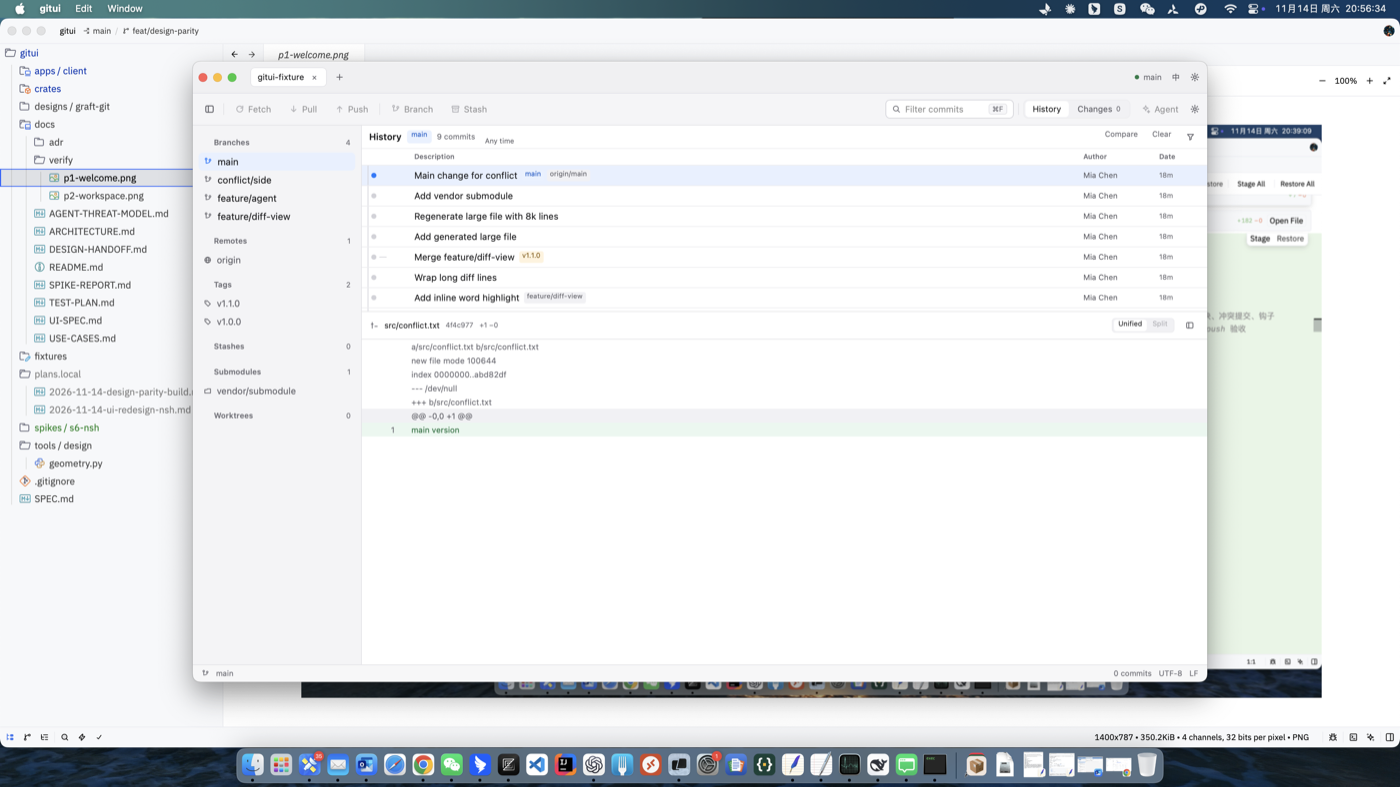 gitui Edit Window 11月14日 周六 20:56:34
gitui main / feat/design-parity
gitui
apps / client
crates
designs / graft-git
docs
adr
verify
p1-welcome.png
p2-workspace.png
AGENT-THREAT-MODEL.md
ARCHITECTURE.md
DESIGN-HANDOFF.md
README.md
SPIKE-REPORT.md
TEST-PLAN.md
UI-SPEC.md
USE-CASES.md
fixtures
plans.local
2026-11-14-design-parity-build.
2026-11-14-ui-redesign-nsh.md
spikes / s6-nsh
tools / design
geometry.py
.gitignore
SPEC.md
p1-welcome.png
100%
gitui-fixture × +
main 中
Fetch Pull Push Branch Stash
Filter commits ⌘F
History Changes 0 Agent
Branches 4
main
conflict/side
feature/agent
feature/diff-view
Remotes 1
origin
Tags 2
v1.1.0
v1.0.0
Stashes 0
Submodules 1
vendor/submodule
Worktrees 0
History main 9 commits Any time Compare Clear
Description Author Date
Main change for conflict main origin/main Mia Chen 18m
Add vendor submodule Mia Chen 18m
Regenerate large file with 8k lines Mia Chen 18m
Add generated large file Mia Chen 18m
Merge feature/diff-view v1.1.0 Mia Chen 18m
Wrap long diff lines Mia Chen 18m
Add inline word highlight feature/diff-view Mia Chen 18m
!- src/conflict.txt 4f4c977 +1 −0 Unified Split
a/src/conflict.txt b/src/conflict.txt
new file mode 100644
index 0000000..abd82df
--- /dev/null
+++ b/src/conflict.txt
@@ -0,0 +1 @@
1 main version
main 0 commits UTF-8 LF
11月14日 周六 20:39:09
store Stage All Restore All
+182 −0 Open File
Stage Restore
冲突提交、钩子
push 验收
1:1
1400x787 • 350.2KiB • 4 channels, 32 bits per pixel • PNG